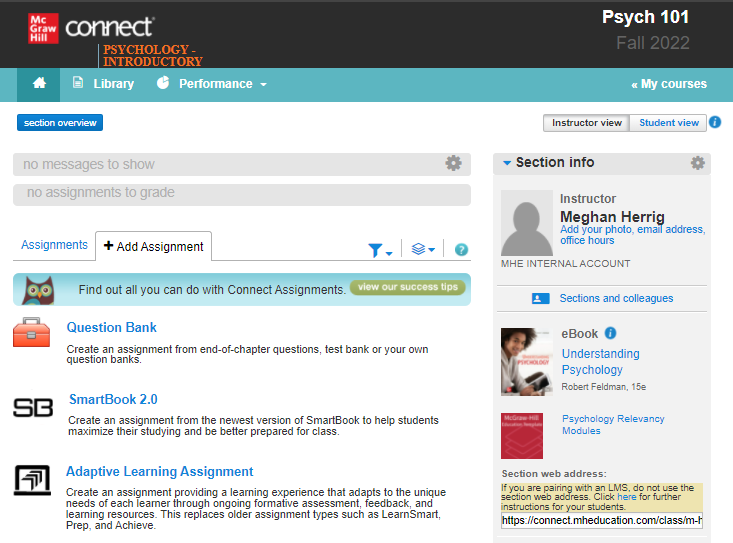 Mc
Graw
Hill
connect
PSYCHOLOGY -
INTRODUCTORY
Psych 101
Fall 2022
Library
Performance
« My courses
section overview
Instructor view
Student view
no messages to show
no assignments to grade
Assignments
+ Add Assignment
?
Find out all you can do with Connect Assignments.
view our success tips
Question Bank
Create an assignment from end-of-chapter questions, test bank or your own
question banks.
SB
SmartBook 2.0
Create an assignment from the newest version of SmartBook to help students
maximize their studying and be better prepared for class.
Adaptive Learning Assignment
Create an assignment providing a learning experience that adapts to the unique
needs of each learner through ongoing formative assessment, feedback, and
learning resources. This replaces older assignment types such as LearnSmart,
Prep, and Achieve.
Section info
Instructor
Meghan Herrig
Add your photo, email address,
office hours
MHE INTERNAL ACCOUNT
Sections and colleagues
eBook
PSYCHOLOGY
Understanding
Psychology
Robert Feldman, 15e
McGraw-Hill
Psychology Relevancy
Modules
Section web address:
If you are pairing with an LMS, do not use the
section web address. Click here for further
instructions for your students.
https://connect.mheducation.com/class/m-h